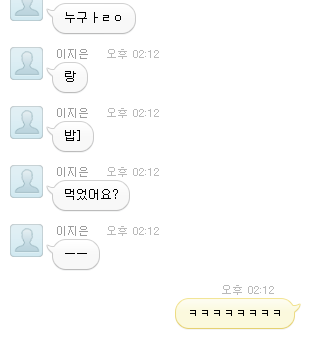 누구ㅏㄹㅇ
이지은 오후 02:12
랑
이지은 오후 02:12
밥]
이지은 오후 02:12
먹었어요?
이지은 오후 02:12
ㅡㅡ
오후 02:12
ㅋㅋㅋㅋㅋㅋㅋㅋ